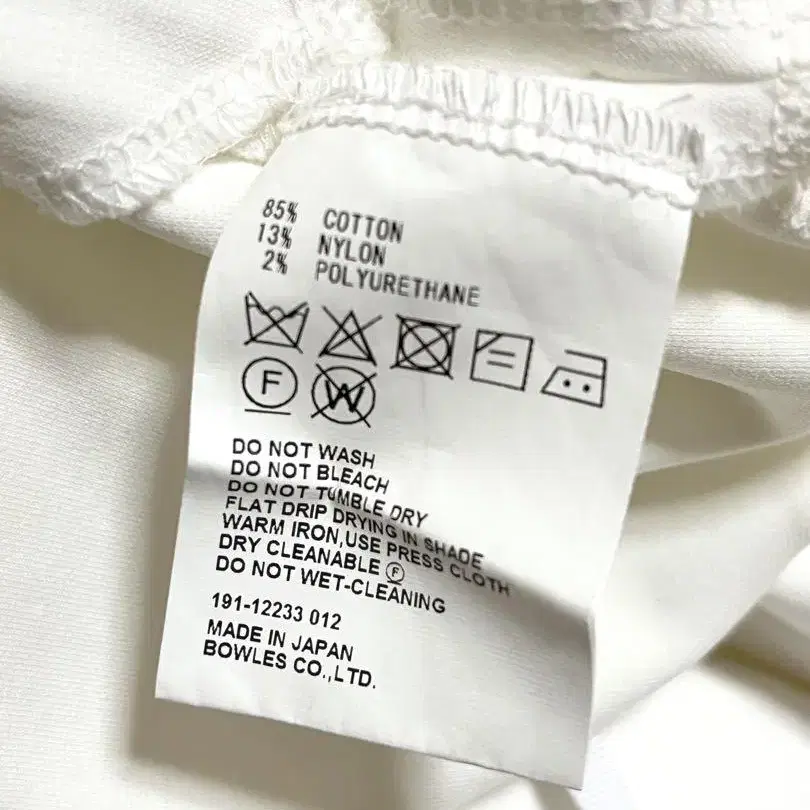 85% COTTON
13% NYLON
2% POLYURETHANE
F W
DO NOT WASH
DO NOT BLEACH
DO NOT TUMBLE DRY
FLAT DRIP DRYING IN SHADE
WARM IRON,USE PRESS CLOTH
DRY CLEANABLE Ⓕ
DO NOT WET-CLEANING
191-12233 012
MADE IN JAPAN
BOWLES CO.,LTD.